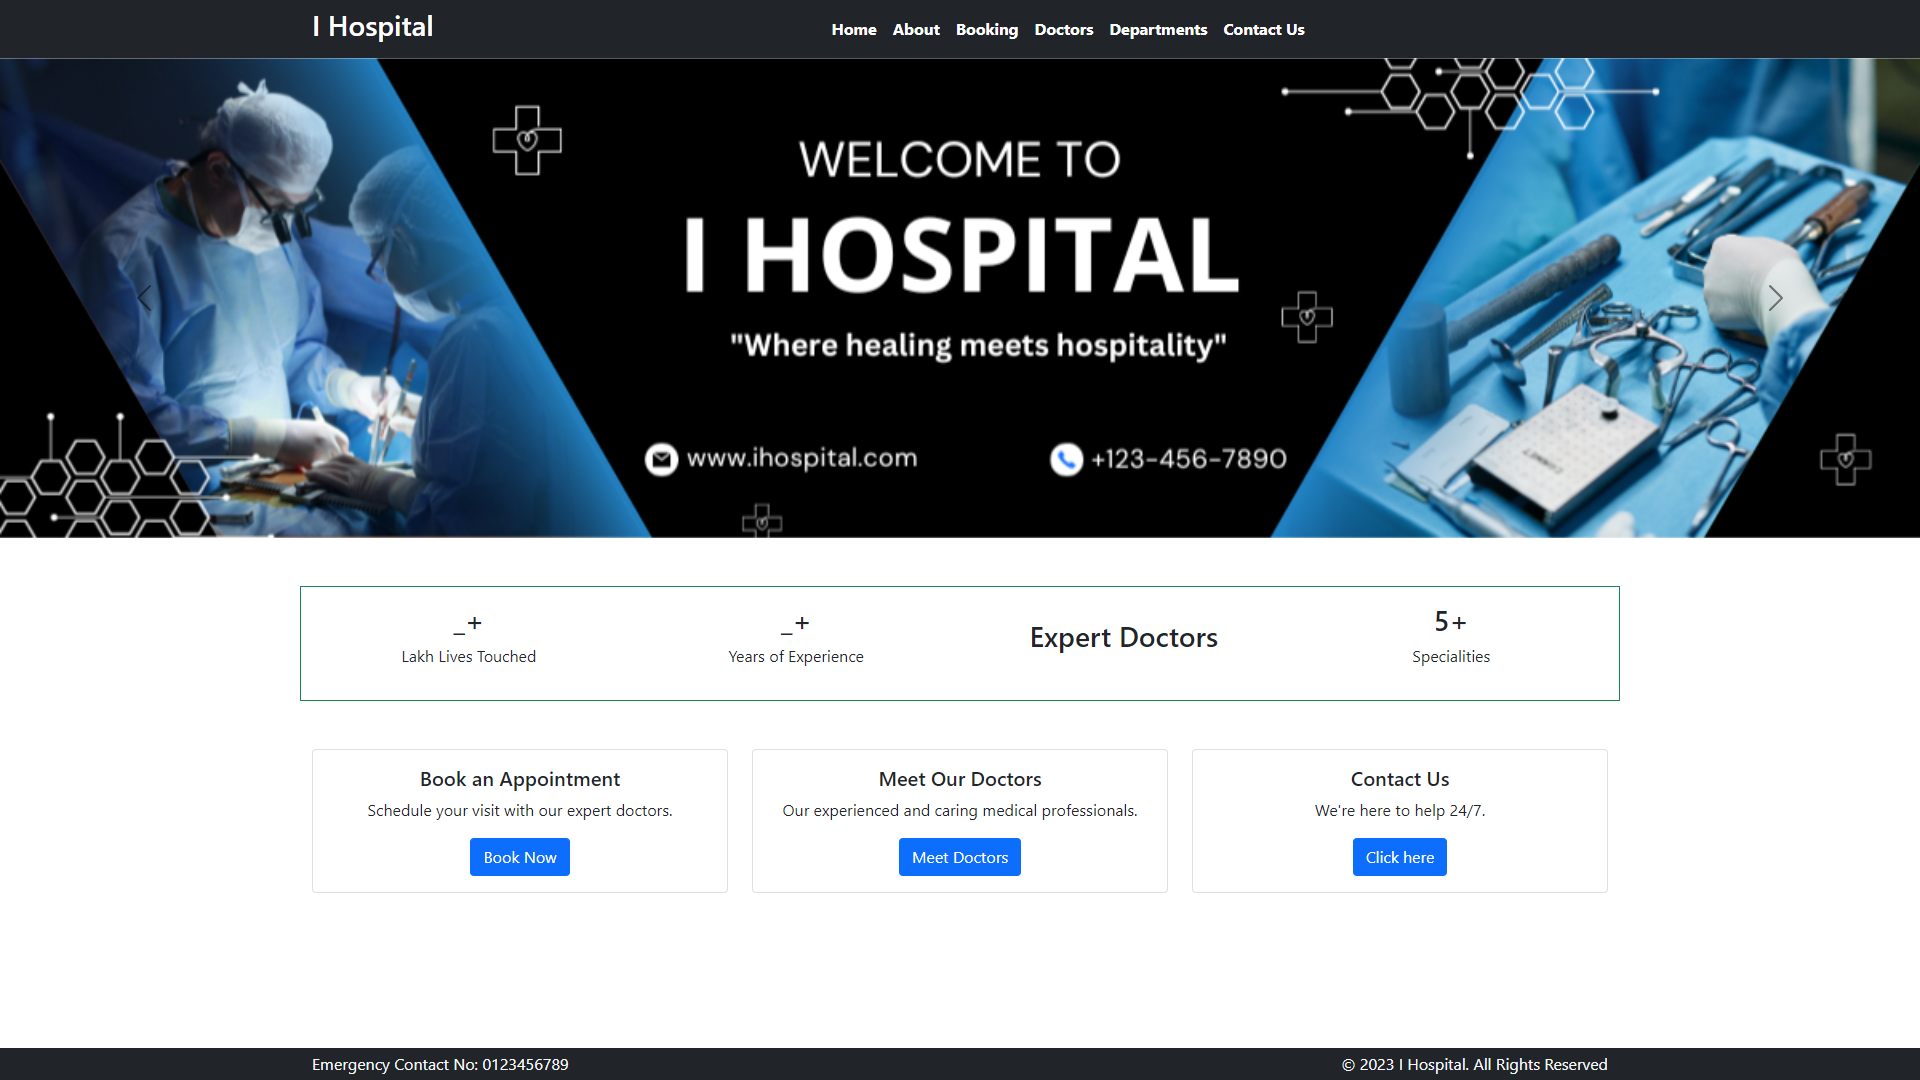 I Hospital
Home About Booking Doctors Departments Contact Us
WELCOME TO
I HOSPITAL
"Where healing meets hospitality"
www.ihospital.com +123-456-7890
_+ _+ Expert Doctors 5+
Lakh Lives Touched Years of Experience Specialities
Book an Appointment
Schedule your visit with our expert doctors.
Book Now
Meet Our Doctors
Our experienced and caring medical professionals.
Meet Doctors
Contact Us
We're here to help 24/7.
Click here
Emergency Contact No: 0123456789 © 2023 I Hospital. All Rights Reserved